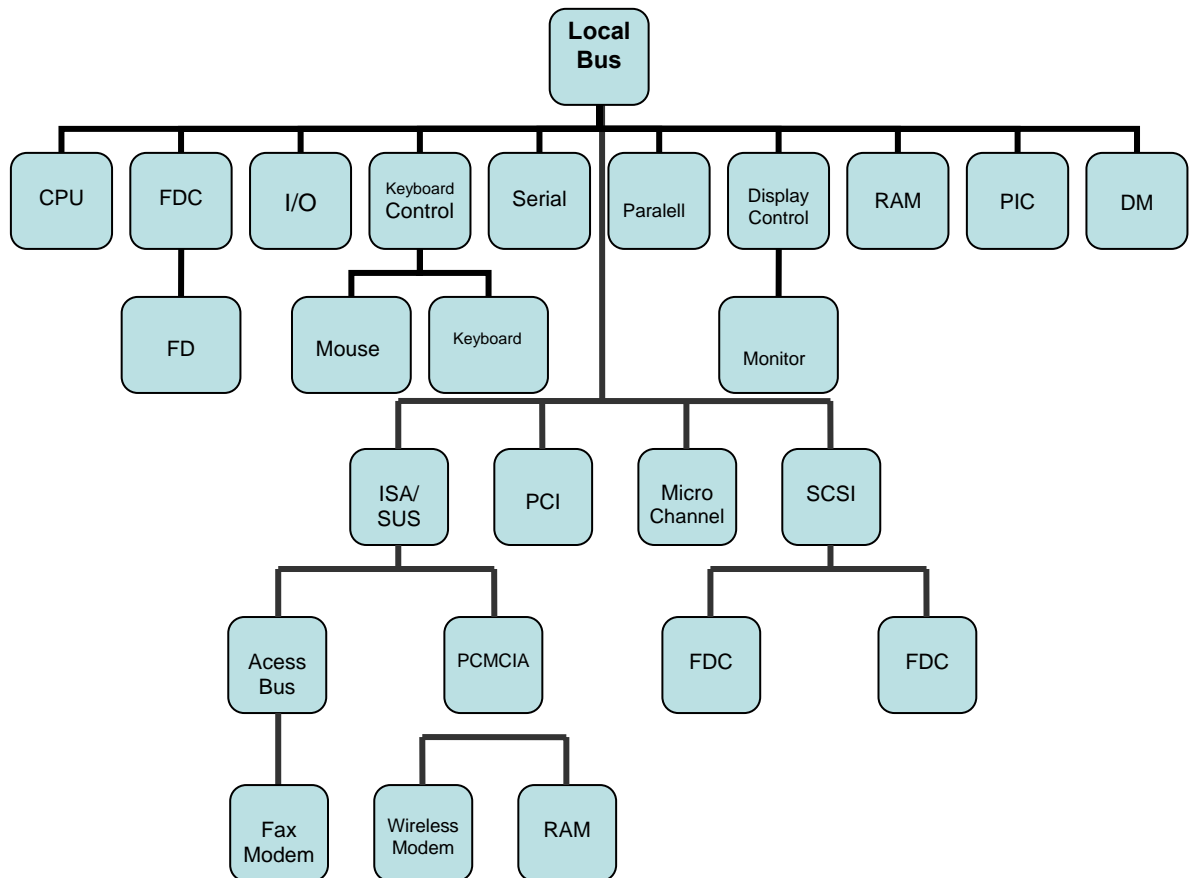 Local
Bus
CPU
FDC
I/O
Keyboard
Control
Serial
Paralell
Display
Control
RAM
PIC
DM
FD
Mouse
Keyboard
Monitor
ISA/
SUS
PCI
Micro
Channel
SCSI
Acess
Bus
PCMCIA
FDC
FDC
Fax
Modem
Wireless
Modem
RAM